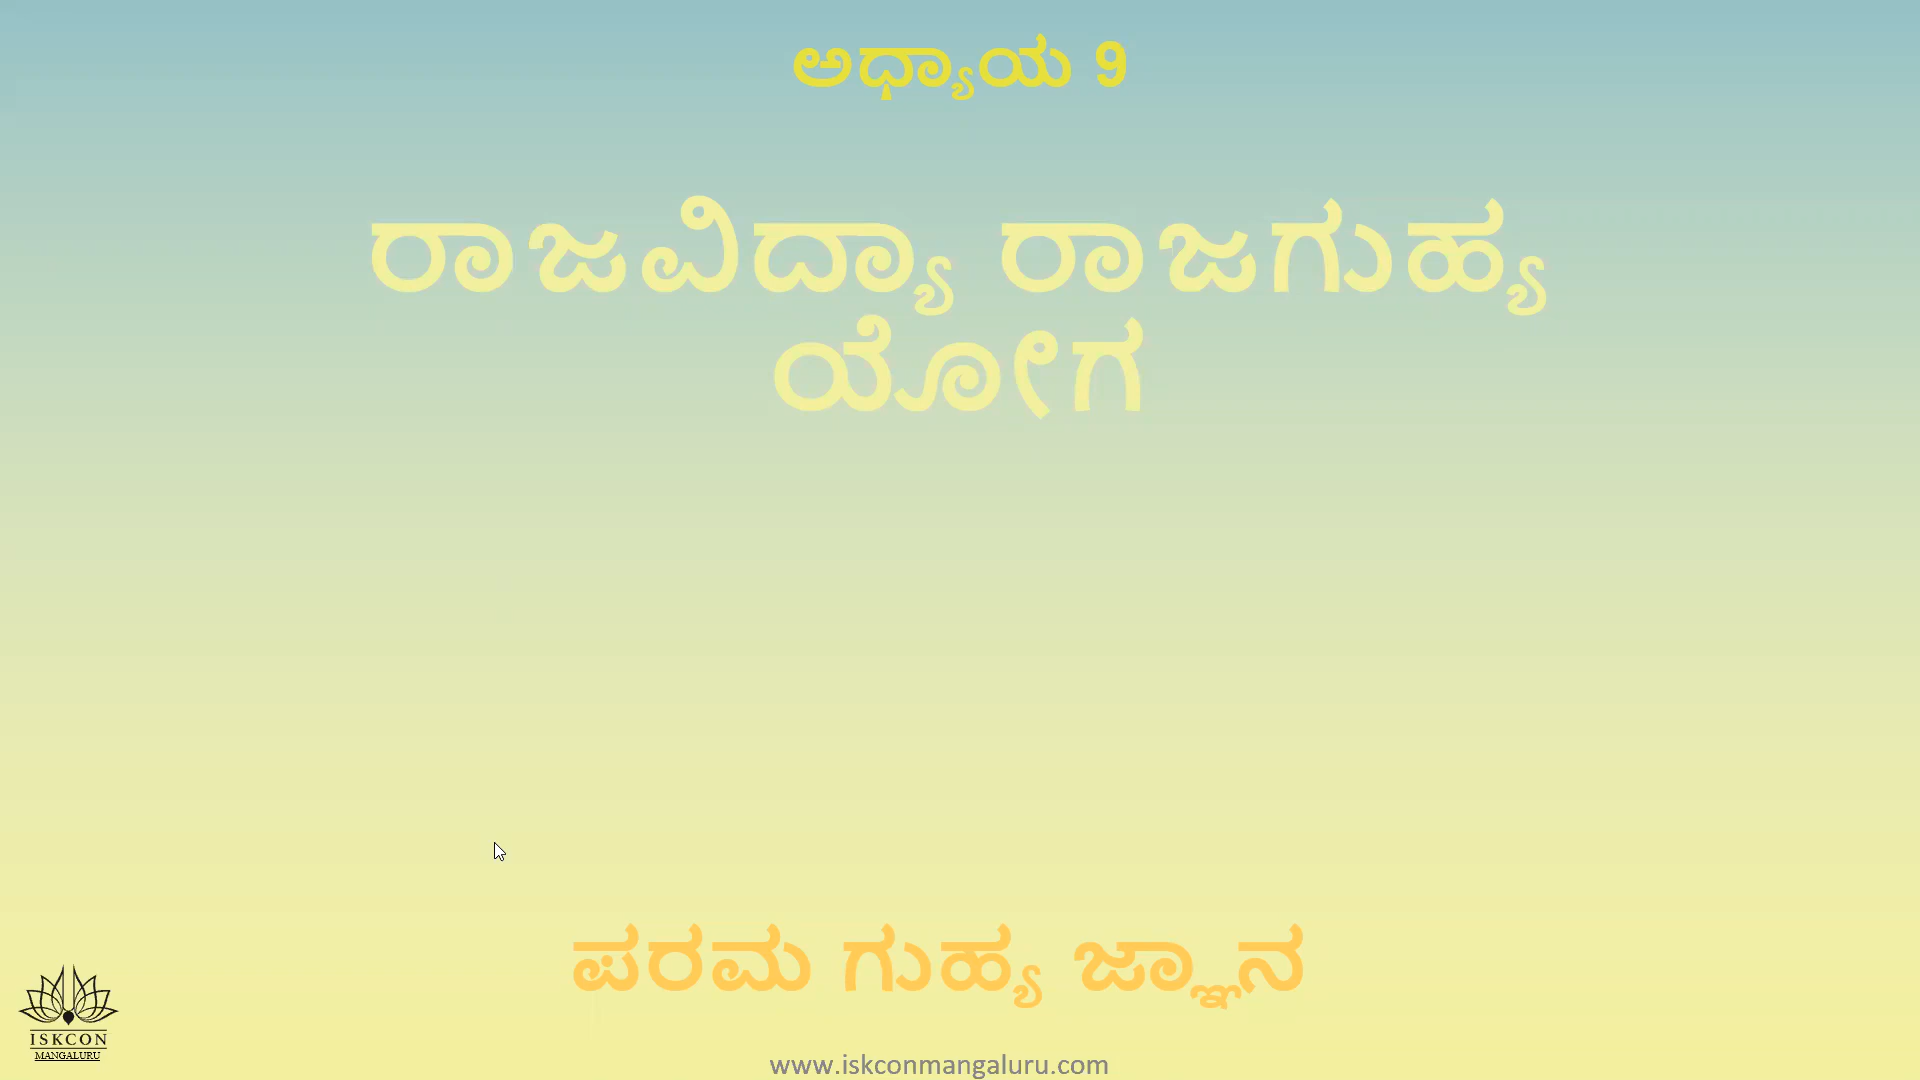 ಅಧ್ಯಾಯ 9
ರಾಜವಿದ್ಯಾ ರಾಜಗುಹ್ಯ
ಯೋಗ
ಪರಮ ಗುಹ್ಯ ಜ್ಞಾನ
ISKCON
MANGALURU
www.iskconmangaluru.com